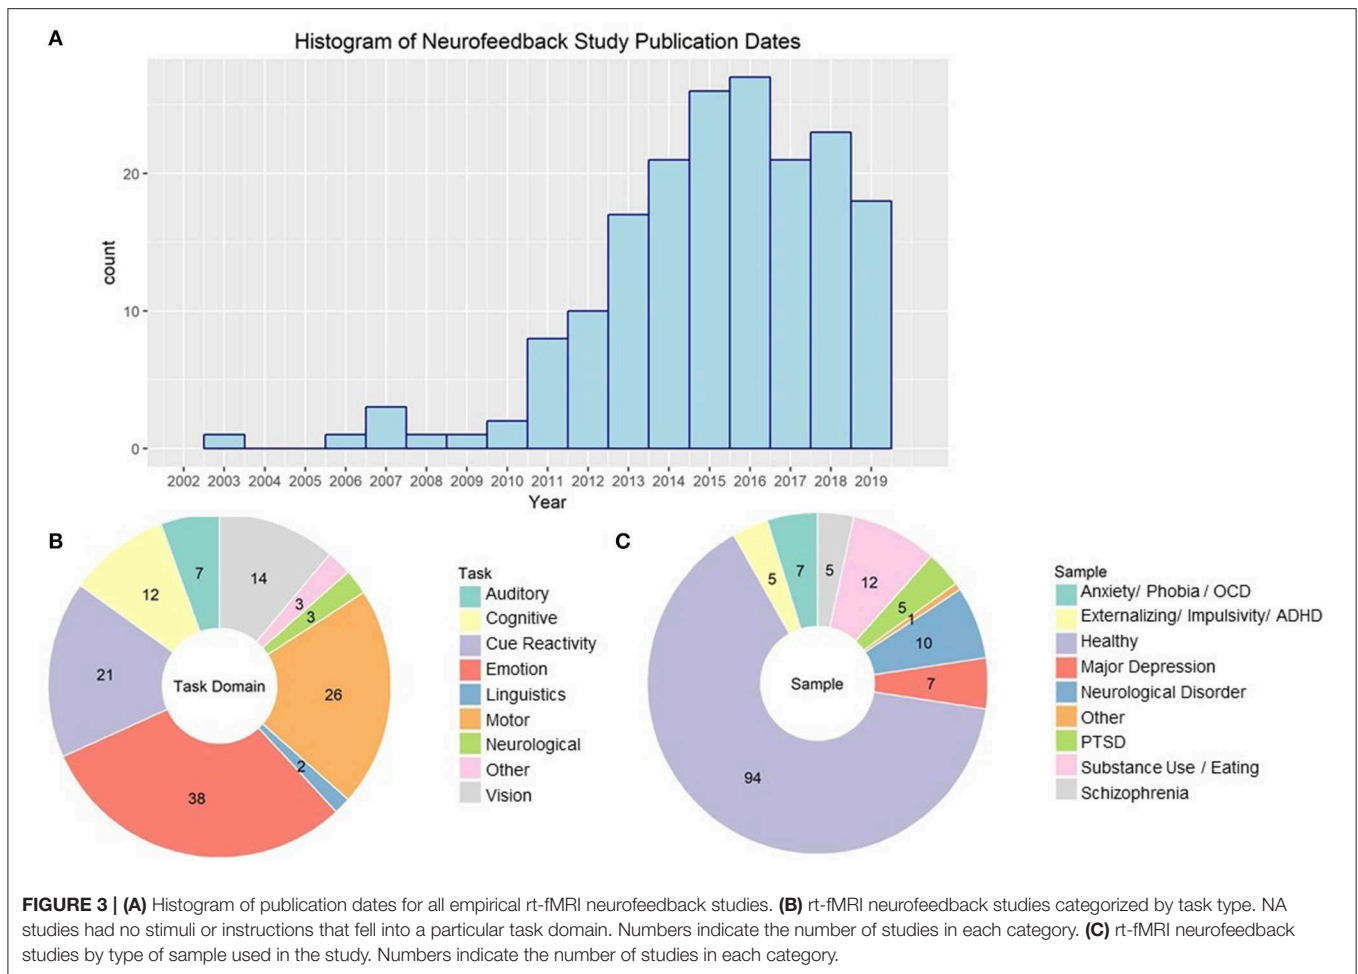 A
Histogram of Neurofeedback Study Publication Dates
count
20
10
0
2002 2003 2004 2005 2006 2007 2008 2009 2010 2011 2012 2013 2014 2015 2016 2017 2018 2019
Year
B
7
14
3
3
26
2
38
21
12
Task Domain
Task
Auditory
Cognitive
Cue Reactivity
Emotion
Linguistics
Motor
Neurological
Other
Vision
C
7
5
12
5
1
10
7
94
5
Sample
Sample
Anxiety/ Phobia / OCD
Externalizing/ Impulsivity/ ADHD
Healthy
Major Depression
Neurological Disorder
Other
PTSD
Substance Use / Eating
Schizophrenia
FIGURE 3 | (A) Histogram of publication dates for all empirical rt-fMRI neurofeedback studies. (B) rt-fMRI neurofeedback studies categorized by task type. NA
studies had no stimuli or instructions that fell into a particular task domain. Numbers indicate the number of studies in each category. (C) rt-fMRI neurofeedback
studies by type of sample used in the study. Numbers indicate the number of studies in each category.